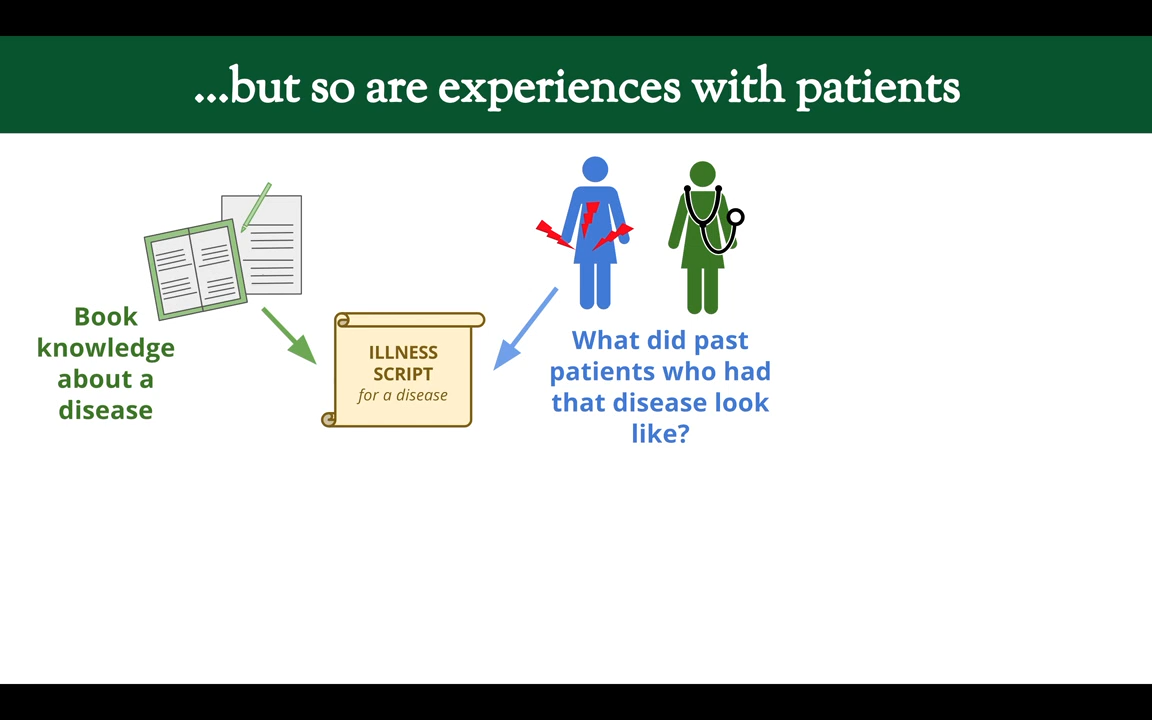 ...but so are experiences with patients
Book
knowledge
about a
disease
ILLNESS
SCRIPT
for a disease
What did past
patients who had
that disease look
like?